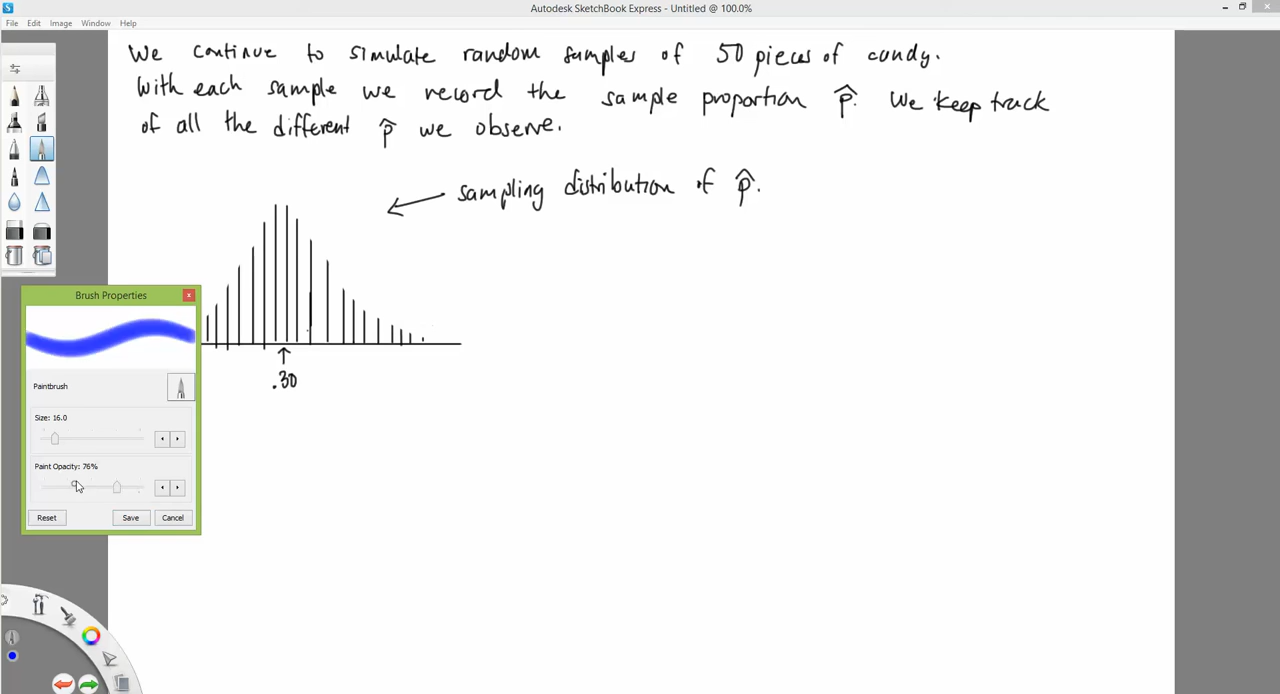 Autodesk SketchBook Express - Untitled @ 100.0%
File Edit Image Window Help
We continue to simulate random samples of 50 pieces of candy.
With each sample we record the sample proportion p̂. We keep track
of all the different p̂ we observe.
sampling distribution of p̂.
.30
Brush Properties
Paintbrush
Size: 16.0
Paint Opacity: 76%
Reset Save Cancel